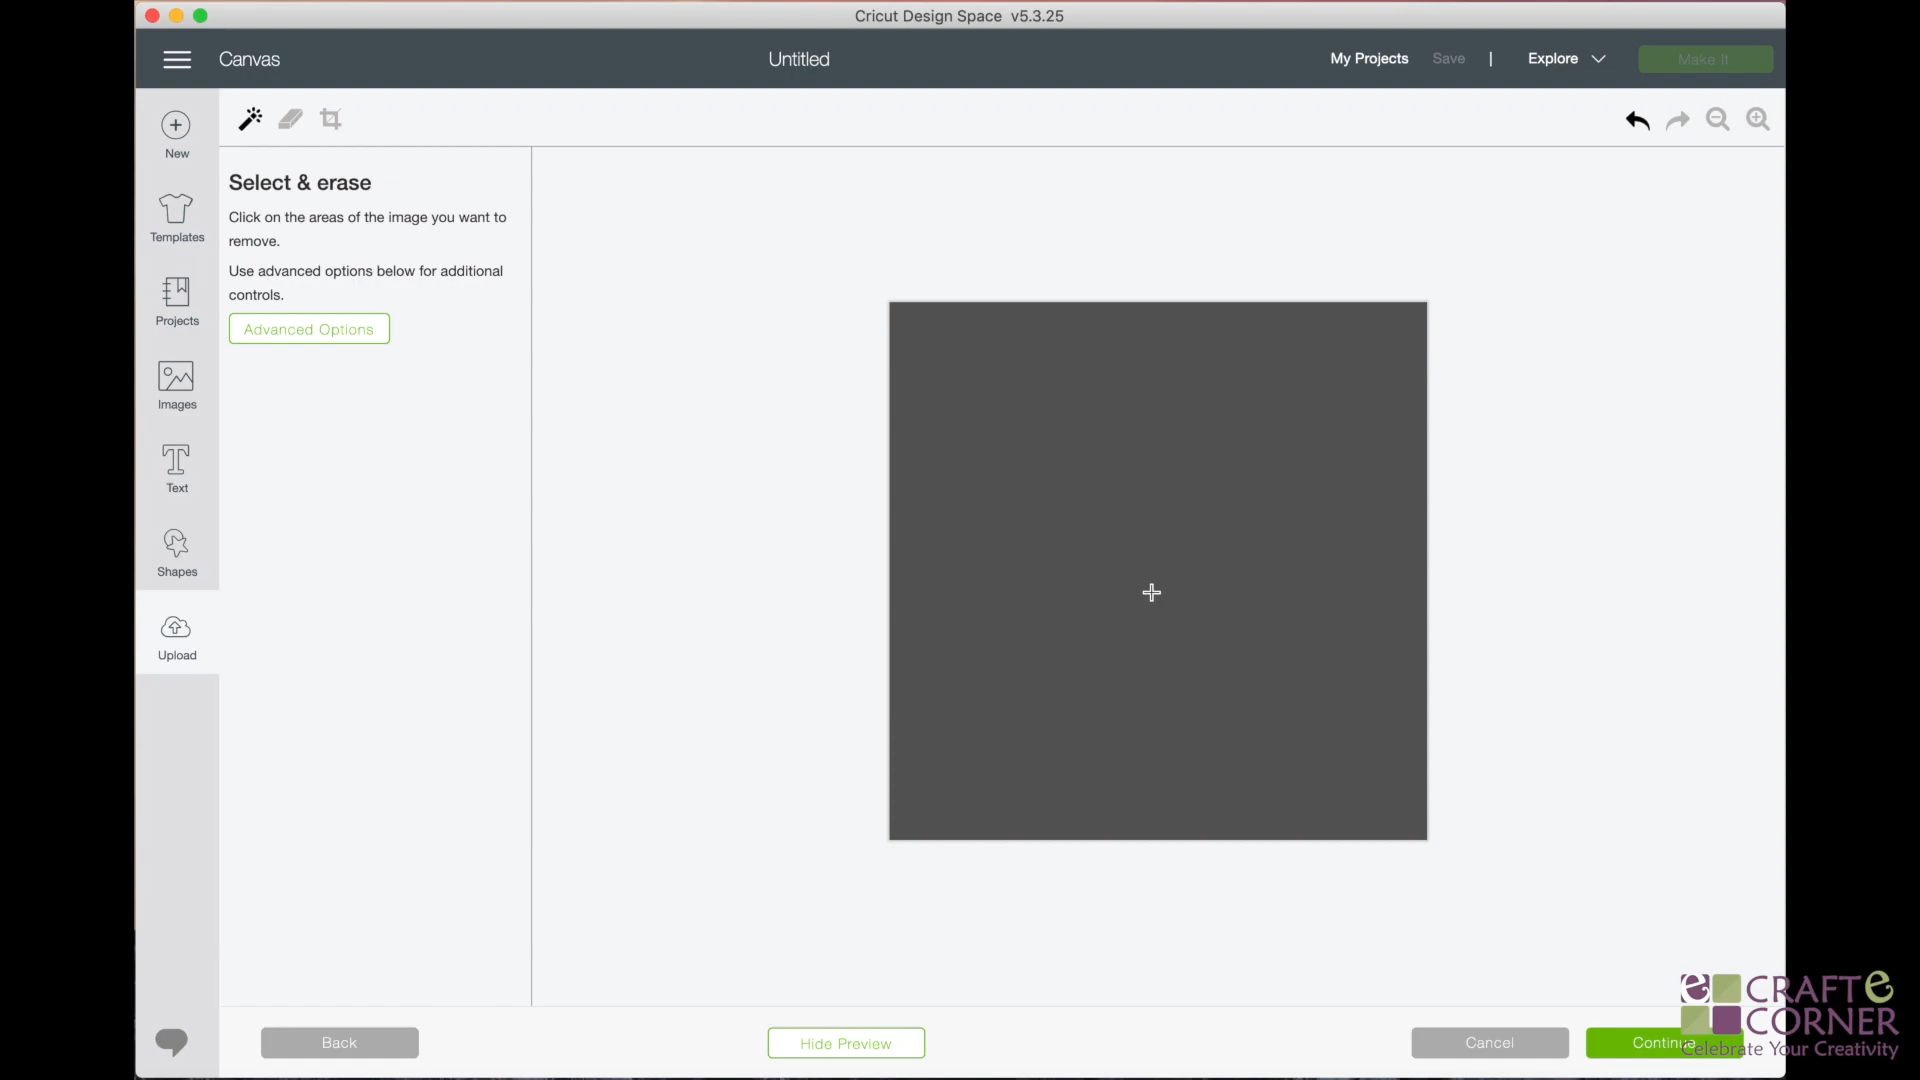 Cricut Design Space v5.3.25
Canvas
Untitled
My Projects
Save
|
Explore
Make It
New
Templates
Projects
Images
Text
Shapes
Upload
Select & erase
Click on the areas of the image you want to
remove.
Use advanced options below for additional
controls.
Advanced Options
Back
Hide Preview
Cancel
Continue
e CRAFT e
CORNER
Celebrate Your Creativity